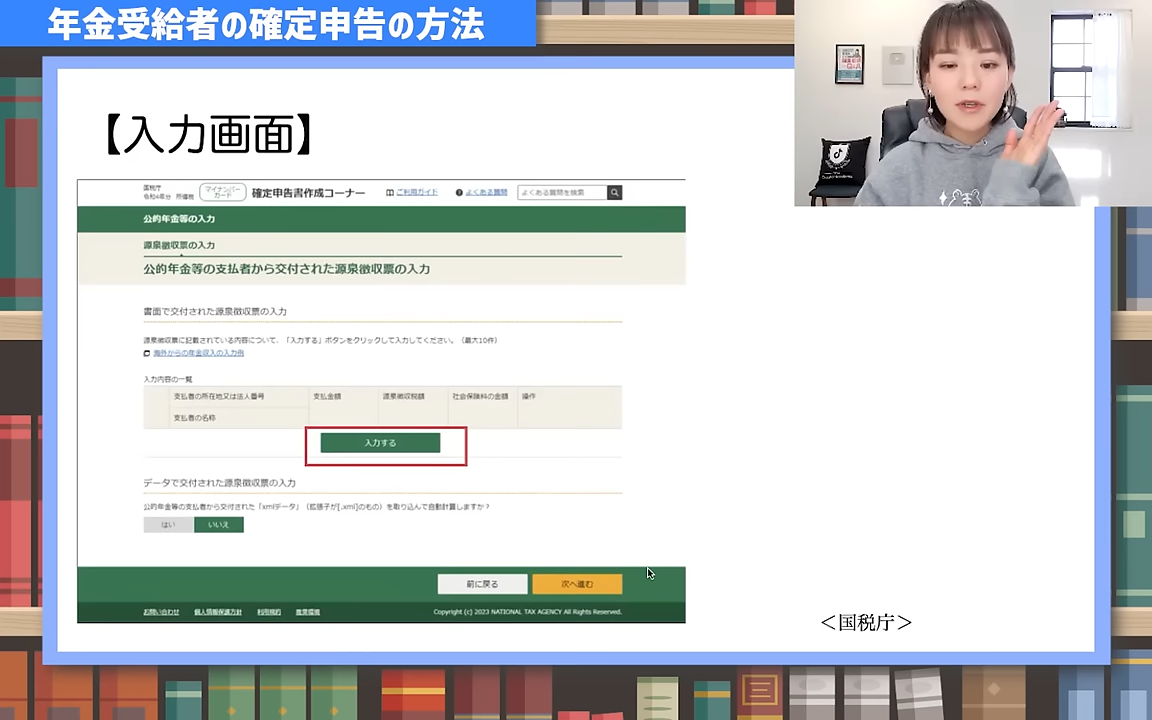 年金受給者の確定申告の方法
【入力画面】
国税庁
令和4年分 所得税
マイナンバーカード
確定申告書作成コーナー
ご利用ガイド
よくある質問
よくある質問を検索
公的年金等の入力
源泉徴収票の入力
公的年金等の支払者から交付された源泉徴収票の入力
書面で交付された源泉徴収票の入力
源泉徴収票に記載されている内容について、「入力する」ボタンをクリックして入力してください。（最大10件）
海外からの年金収入の入力例
入力内容の一覧
支払者の所在地又は法人番号 支払金額 源泉徴収税額 社会保険料の金額 操作
支払者の名称
入力する
データで交付された源泉徴収票の入力
公的年金等の支払者から交付された「xmlデータ」（拡張子が[.xml]のもの）を取り込んで自動計算しますか？
はい いいえ
前に戻る 次へ進む
お問い合わせ 個人情報保護方針 利用規約 推奨環境
Copyright (c) 2023 NATIONAL TAX AGENCY All Rights Reserved.
＜国税庁＞